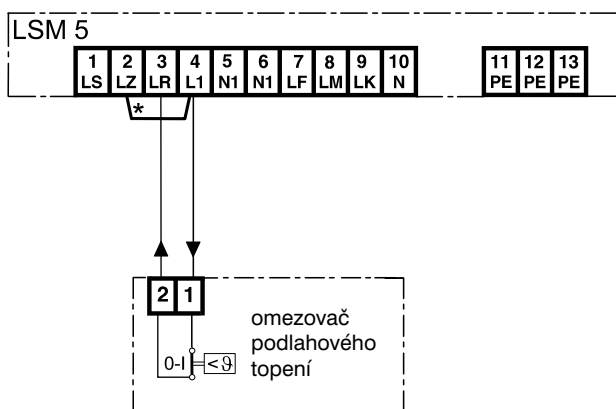 LSM 5
1 2 3 4 5 6 7 8 9 10 11 12 13
LS LZ LR L1 N1 N1 LF LM LK N PE PE PE
*
2 1
omezovač
podlahového
topení
0-I <ϑ